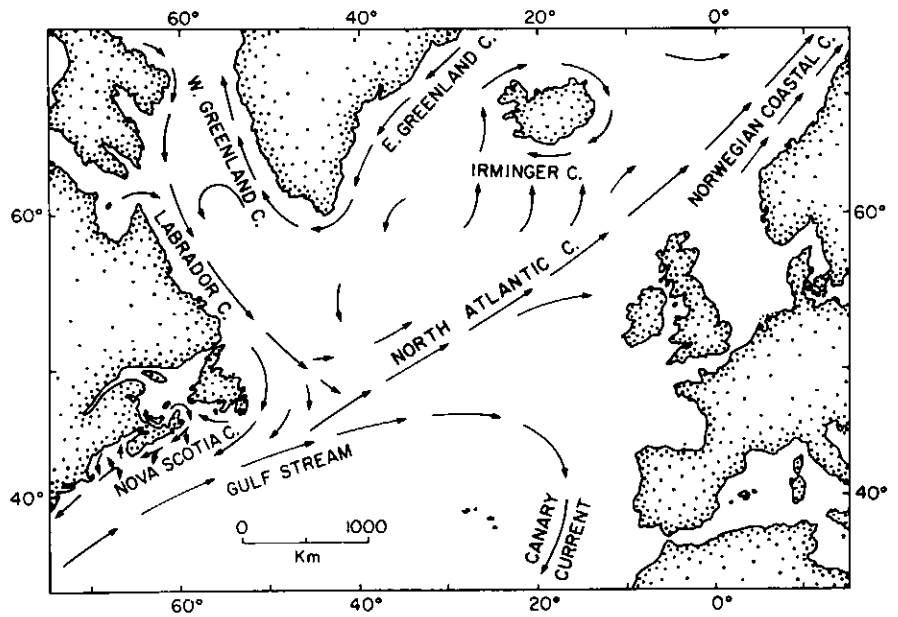 60° 40° 20° 0°
W. GREENLAND C.
E. GREENLAND C.
NORWEGIAN COASTAL C.
IRMINGER C.
60° 60°
LABRADOR C.
NORTH ATLANTIC C.
NOVA SCOTIA C.
GULF STREAM
40° 40°
0 1000
Km
CANARY
CURRENT
60° 40° 20° 0°